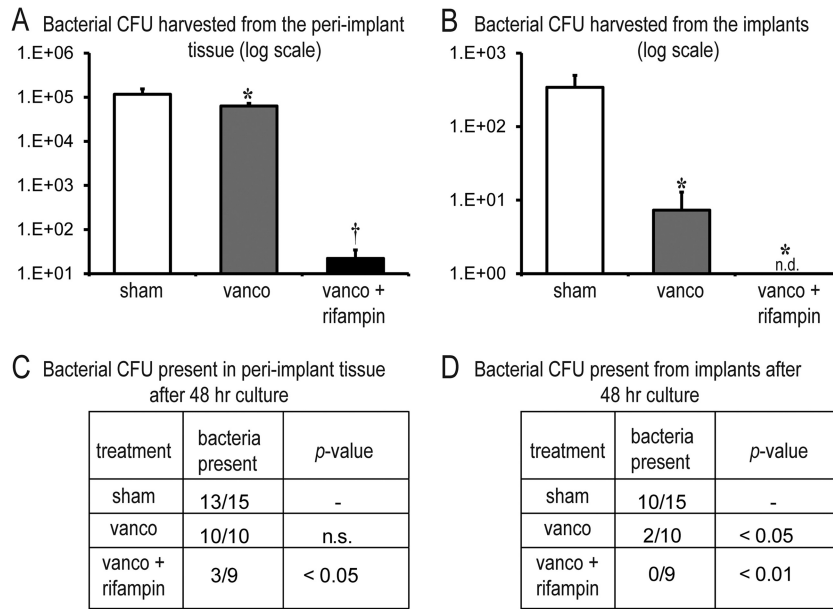 A Bacterial CFU harvested from the peri-implant
tissue (log scale)
1.E+06
1.E+05
1.E+04
1.E+03
1.E+02
1.E+01
*
†
sham vanco vanco +
rifampin
B Bacterial CFU harvested from the implants
(log scale)
1.E+03
1.E+02
1.E+01
1.E+00
*
*
n.d.
sham vanco vanco +
rifampin
C Bacterial CFU present in peri-implant tissue
after 48 hr culture
treatment bacteria present p-value
sham 13/15 -
vanco 10/10 n.s.
vanco + rifampin 3/9 < 0.05
D Bacterial CFU present from implants after
48 hr culture
treatment bacteria present p-value
sham 10/15 -
vanco 2/10 < 0.05
vanco + rifampin 0/9 < 0.01